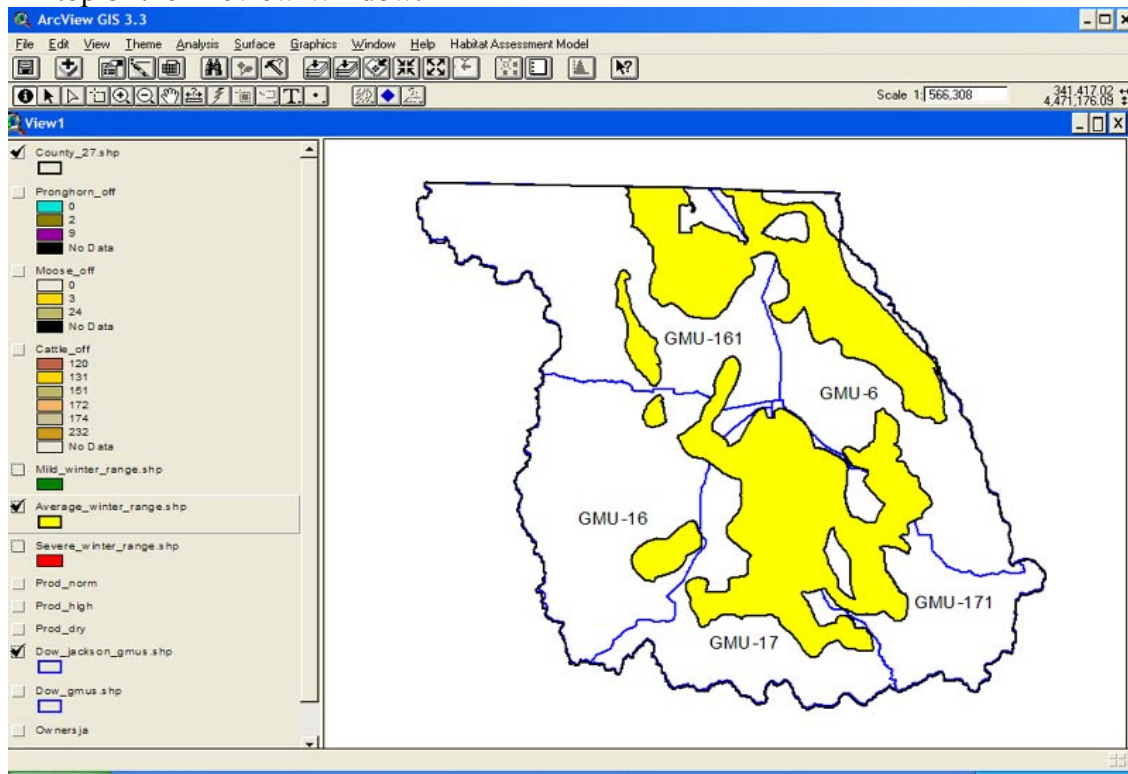 ArcView GIS 3.3
File Edit View Theme Analysis Surface Graphics Window Help Habitat Assessment Model
Scale 1: 566,308
341,417.02
4,471,176.09
View1
County_27.shp
Pronghorn_off
0
2
9
No Data
Moose_off
0
3
24
No Data
Cattle_off
120
131
151
172
174
232
No Data
Mild_winter_range.shp
Average_winter_range.shp
Severe_winter_range.shp
Prod_norm
Prod_high
Prod_dry
Dow_jackson_gmus.shp
Dow_gmus.shp
Ownersja
GMU-161
GMU-6
GMU-16
GMU-171
GMU-17